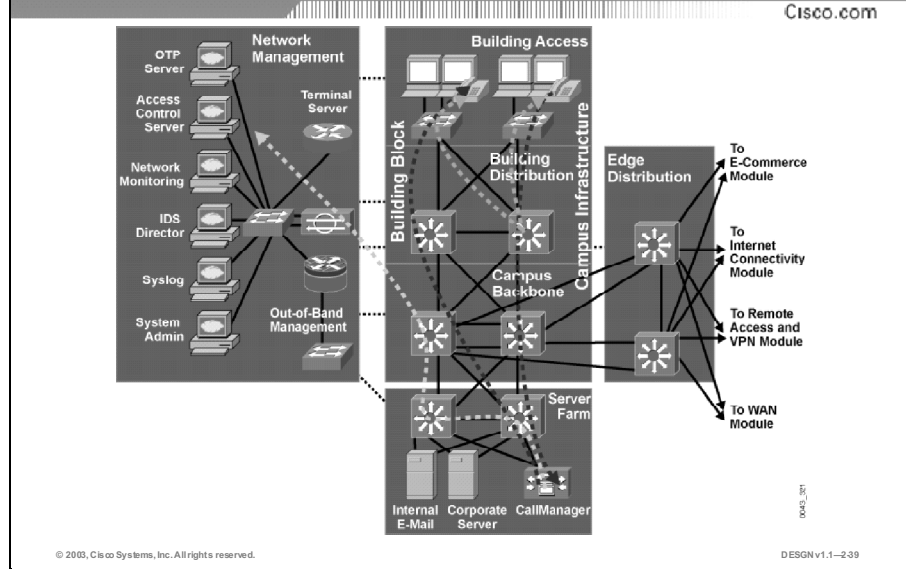 Cisco.com
Network
Management
OTP
Server
Access
Control
Server
Network
Monitoring
IDS
Director
Syslog
System
Admin
Terminal
Server
Out-of-Band
Management
Building Access
Building Block
Campus Infrastructure
Building
Distribution
Campus
Backbone
Server
Farm
Internal
E-Mail
Corporate
Server
CallManager
Edge
Distribution
To
E-Commerce
Module
To
Internet
Connectivity
Module
To Remote
Access and
VPN Module
To WAN
Module
0043_321
© 2003, Cisco Systems, Inc. All rights reserved.
DESGN v1.1—2-39